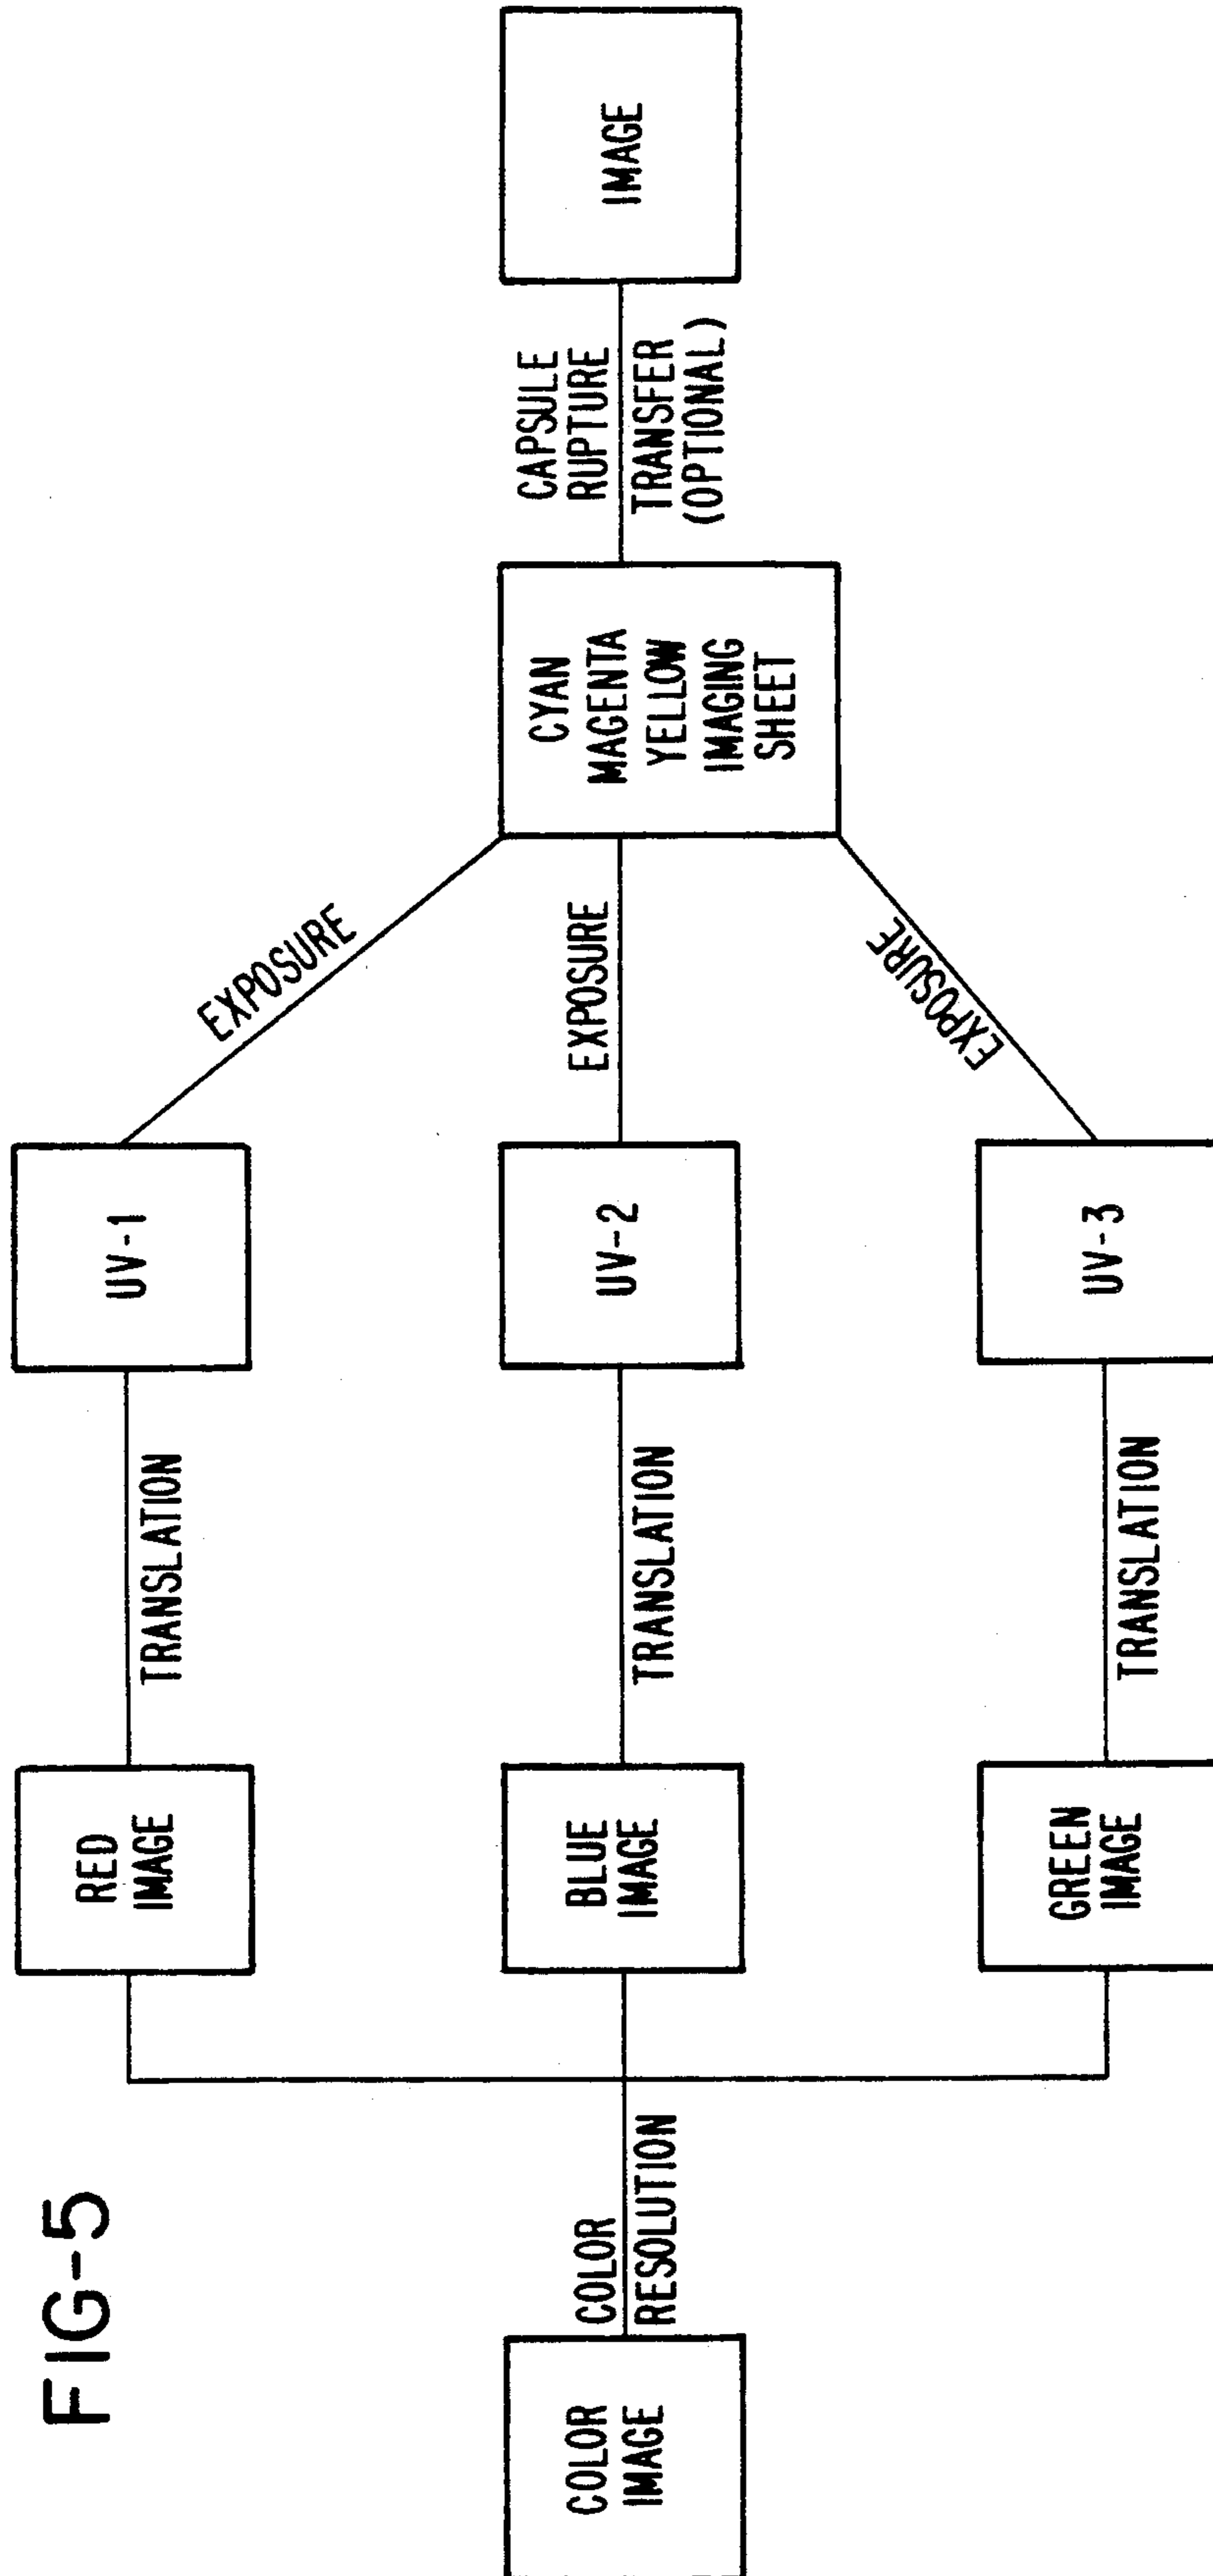 FIG-5
COLOR
IMAGE
COLOR
RESOLUTION
RED
IMAGE
BLUE
IMAGE
GREEN
IMAGE
TRANSLATION
TRANSLATION
TRANSLATION
UV-1
UV-2
UV-3
EXPOSURE
EXPOSURE
EXPOSURE
CYAN
MAGENTA
YELLOW
IMAGING
SHEET
CAPSULE
RUPTURE
TRANSFER
(OPTIONAL)
IMAGE